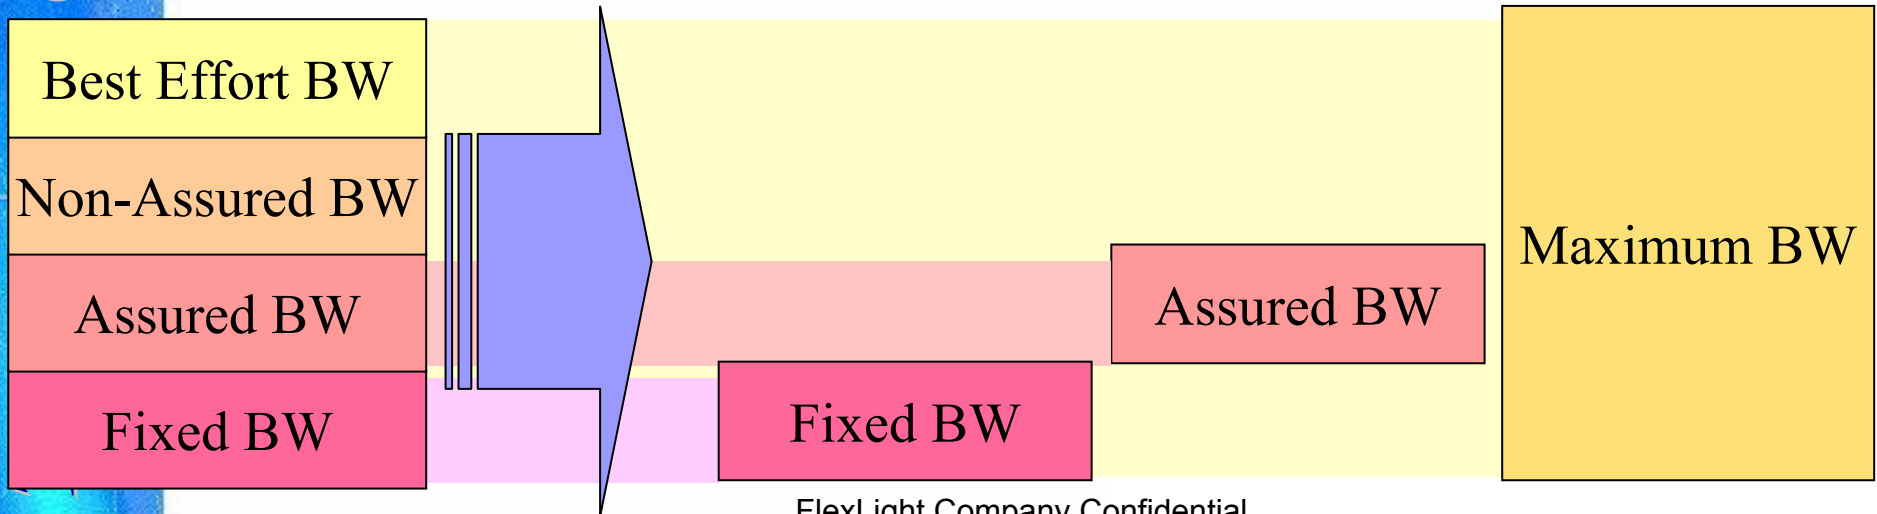 Best Effort BW
Non-Assured BW
Assured BW
Fixed BW
Fixed BW
Assured BW
Maximum BW
FlexLight Company Confidential